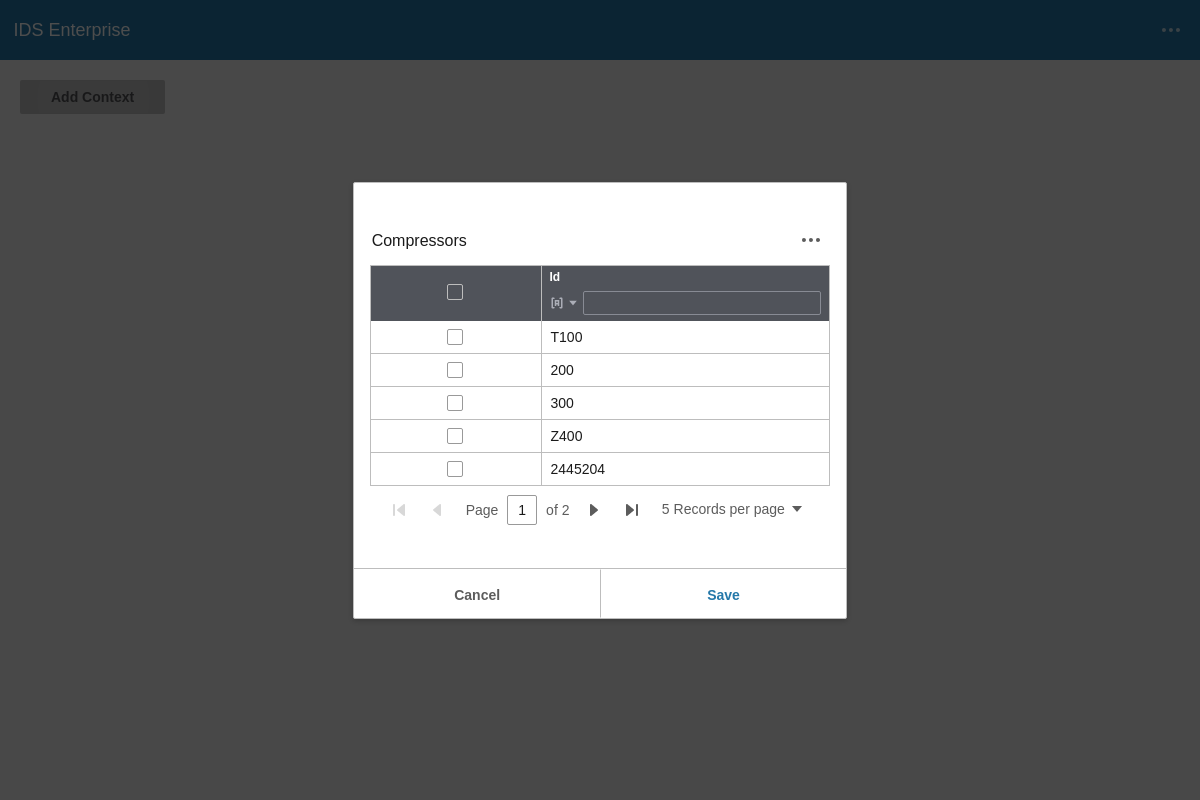 IDS Enterprise
Add Context
Compressors
Id
T100
200
300
Z400
2445204
Page 1 of 2 5 Records per page
Cancel Save